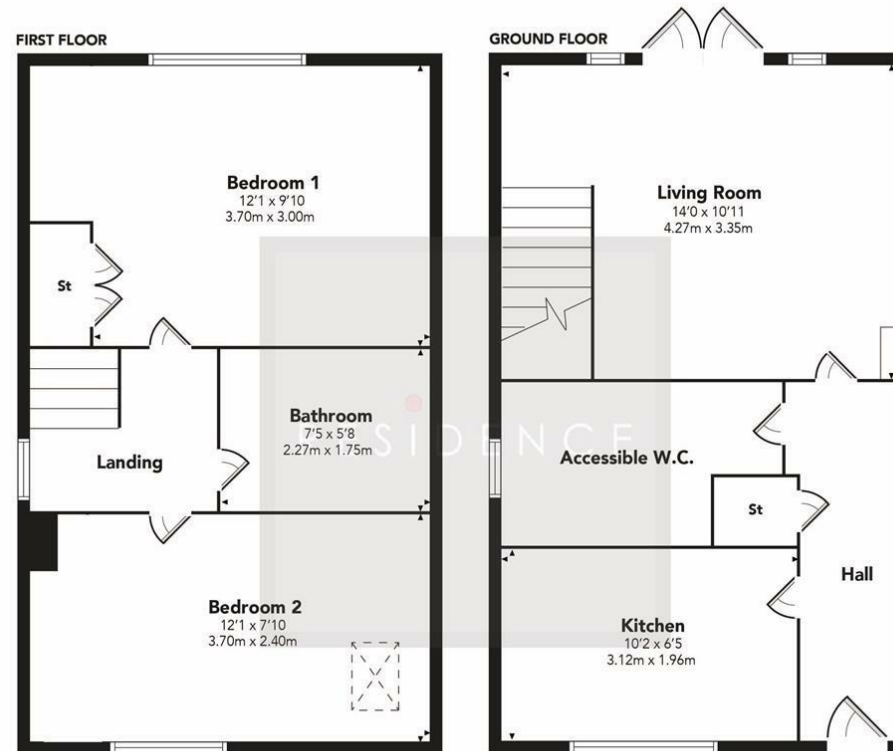 FIRST FLOOR
Bedroom 1
12'1 x 9'10
3.70m x 3.00m
St
Bathroom
7'5 x 5'8
2.27m x 1.75m
Landing
Bedroom 2
12'1 x 7'10
3.70m x 2.40m
GROUND FLOOR
Living Room
14'0 x 10'11
4.27m x 3.35m
Accessible W.C.
St
Hall
Kitchen
10'2 x 6'5
3.12m x 1.96m
RESIDENCE